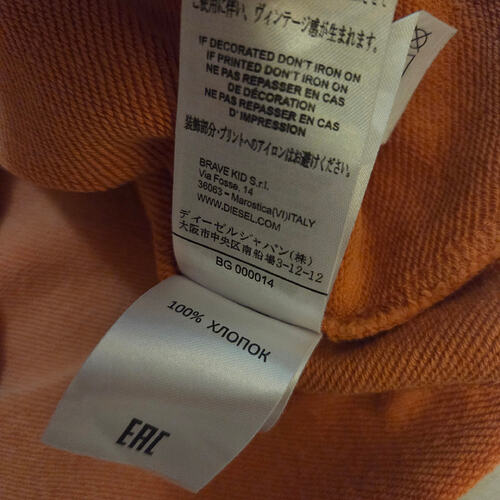 ご使用に伴い、ヴィンテージ感が生まれます。
IF DECORATED DON'T IRON ON
IF PRINTED DON'T IRON ON
NE PAS REPASSER EN CAS
DE DÉCORATION
NE PAS REPASSER EN CAS
D'IMPRESSION
装飾部分・プリントへのアイロンはお避けください。
BRAVE KID S.r.l.
Via Fosse, 14
36063 - Marostica(VI)ITALY
WWW.DIESEL.COM
ディーゼルジャパン(株)
大阪市中央区南船場3-12-12
BG 000014
100% ХЛОПОК
EAC